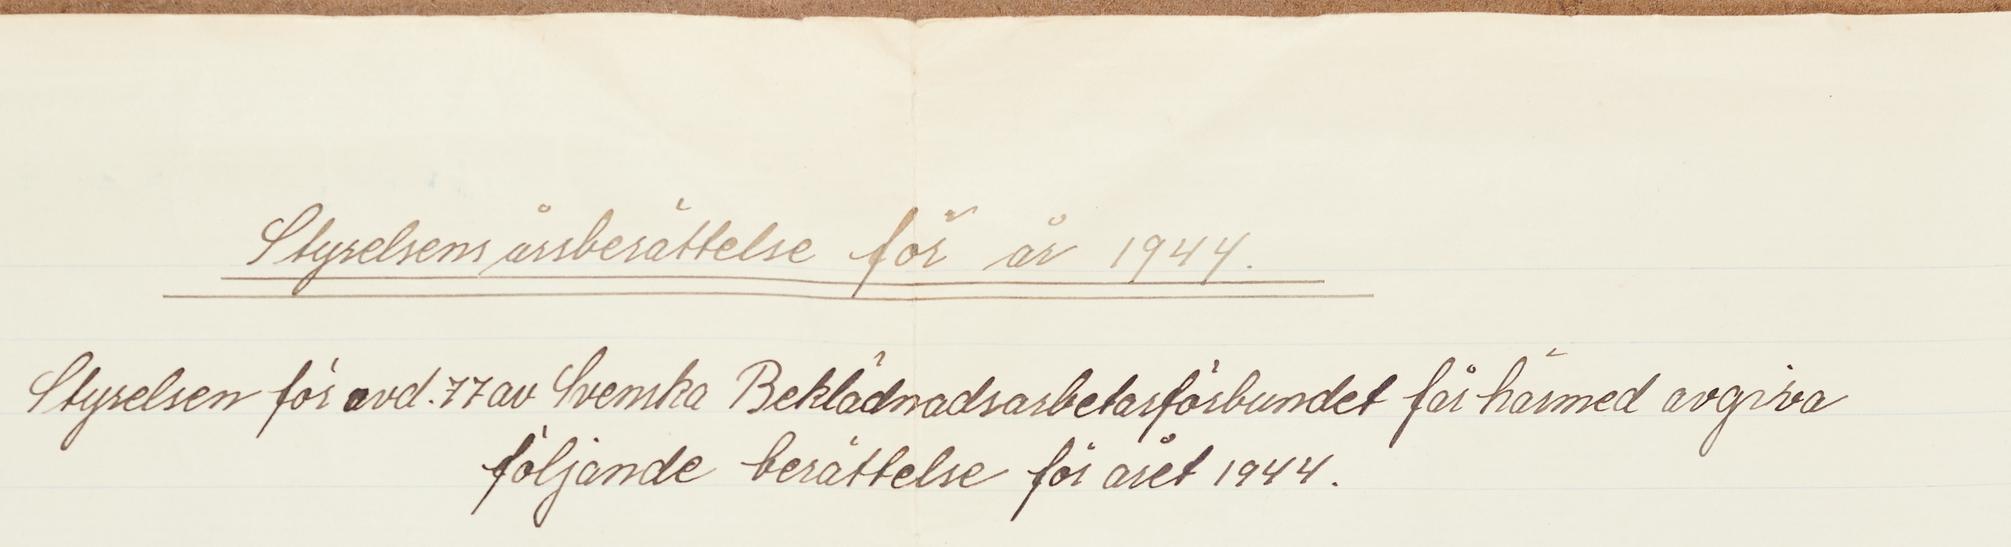 Styrelsens årsberättelse för år 1944.
Styrelsen för avd. 77 av Svenska Beklädnadsarbetarförbundet får härmed avgiva
följande berättelse för året 1944.